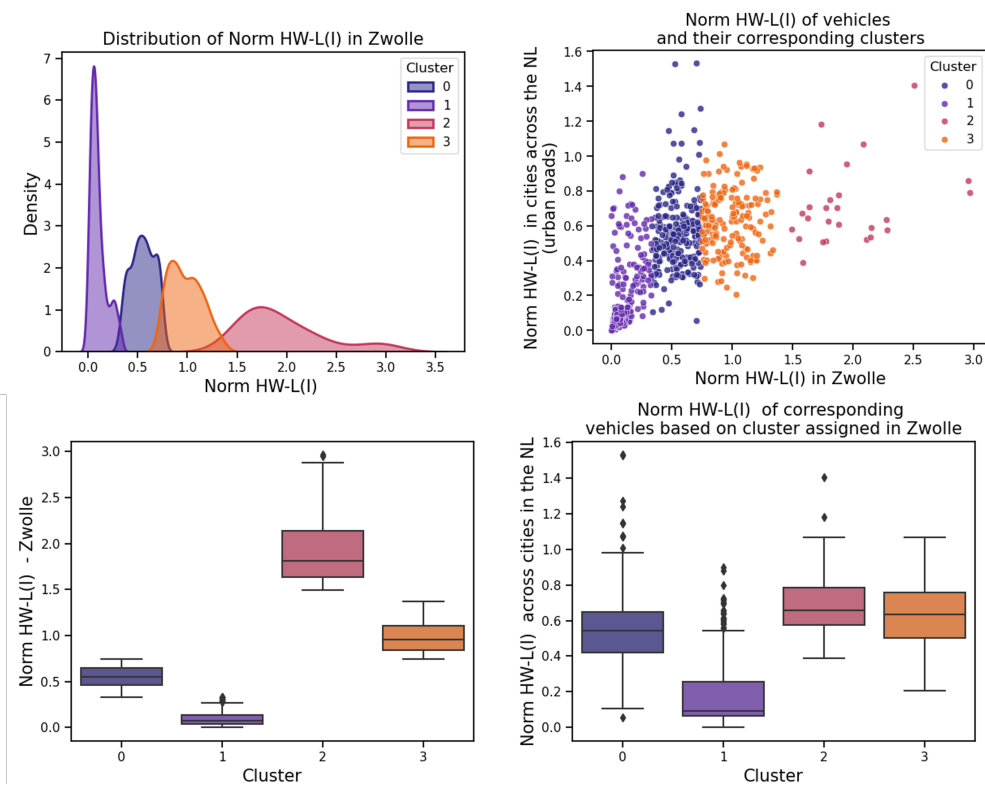 Distribution of Norm HW-L(I) in Zwolle
7
6
5
4
3
2
1
0
Density
0.0 0.5 1.0 1.5 2.0 2.5 3.0 3.5
Norm HW-L(I)
Cluster
0
1
2
3
Norm HW-L(I) of vehicles
and their corresponding clusters
1.6
1.4
1.2
1.0
0.8
0.6
0.4
0.2
0.0
Norm HW-L(I) in cities across the NL
(urban roads)
0.0 0.5 1.0 1.5 2.0 2.5 3.0
Norm HW-L(I) in Zwolle
Cluster
0
1
2
3
3.0
2.5
2.0
1.5
1.0
0.5
0.0
Norm HW-L(I) - Zwolle
0 1 2 3
Cluster
Norm HW-L(I) of corresponding
vehicles based on cluster assigned in Zwolle
1.6
1.4
1.2
1.0
0.8
0.6
0.4
0.2
0.0
Norm HW-L(I) across cities in the NL
0 1 2 3
Cluster